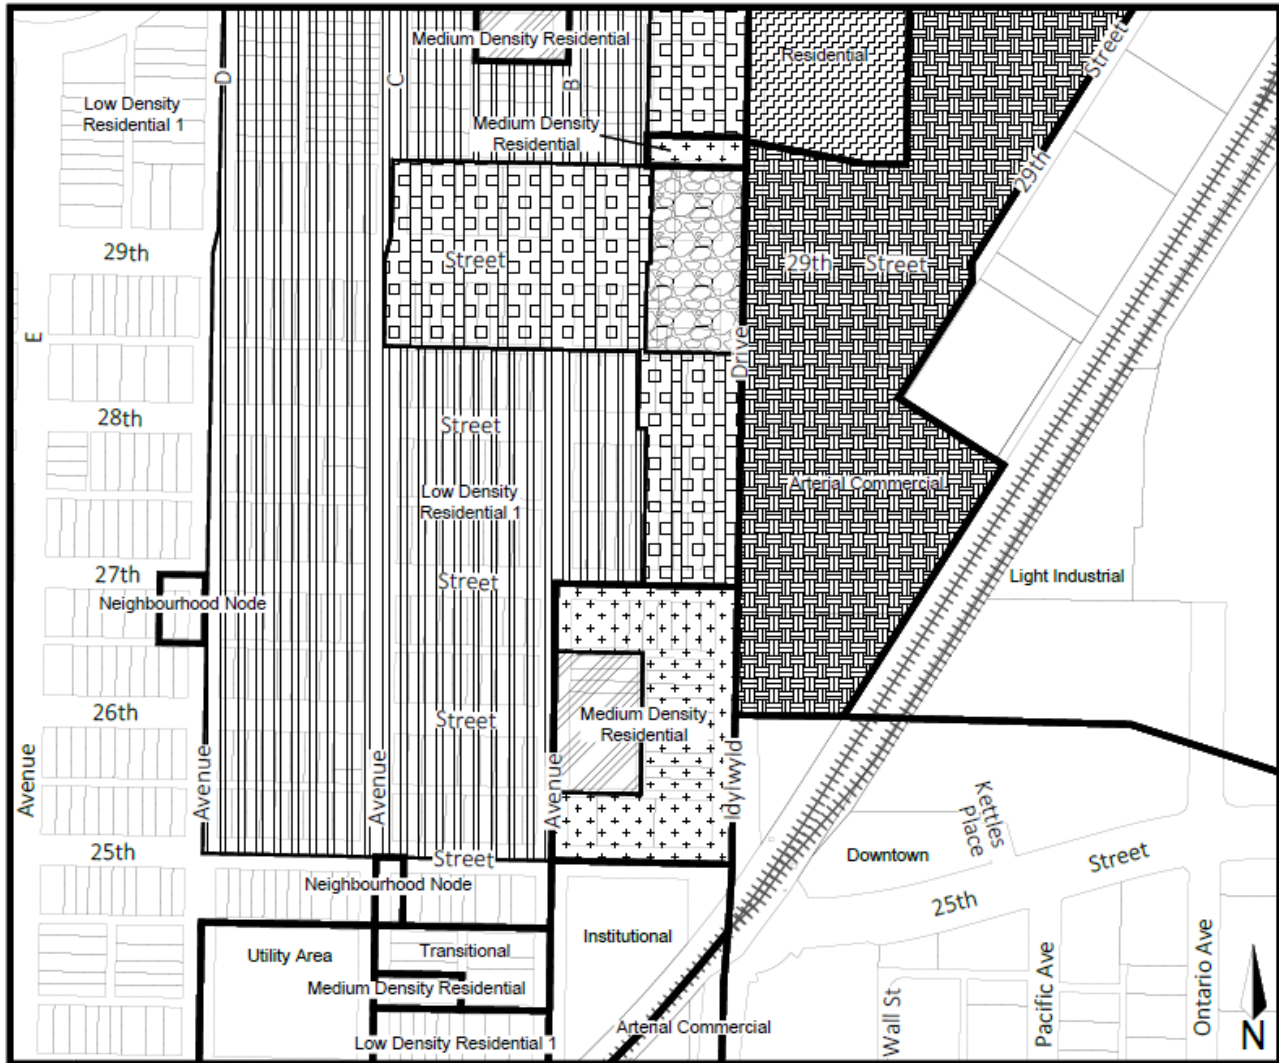 Medium Density Residential
Residential
Street
D
C
B
Low Density
Residential 1
Medium Density
Residential
29th
29th
Street
Street
29th
Street
E
Drive
28th
Street
Arterial Commercial
Low Density
Residential 1
27th
Street
Light Industrial
Neighbourhood Node
26th
Street
Medium Density
Residential
Avenue
Avenue
Avenue
Avenue
Idylwyld
Kettles
Place
25th
Street
Downtown
Street
Neighbourhood Node
25th
Institutional
Utility Area
Transitional
Medium Density Residential
Wall St
Pacific Ave
Ontario Ave
N
Arterial Commercial
Low Density Residential 1